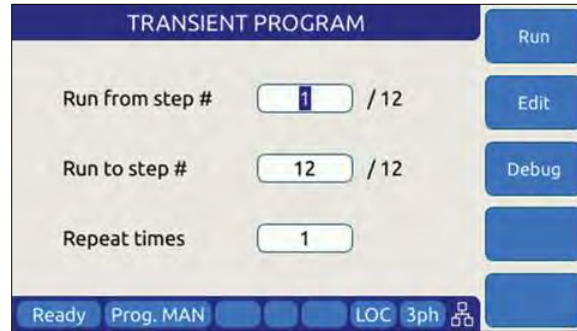 TRANSIENT PROGRAM
Run
Run from step # 1 / 12
Edit
Run to step # 12 / 12
Debug
Repeat times 1
Ready Prog. MAN LOC 3ph